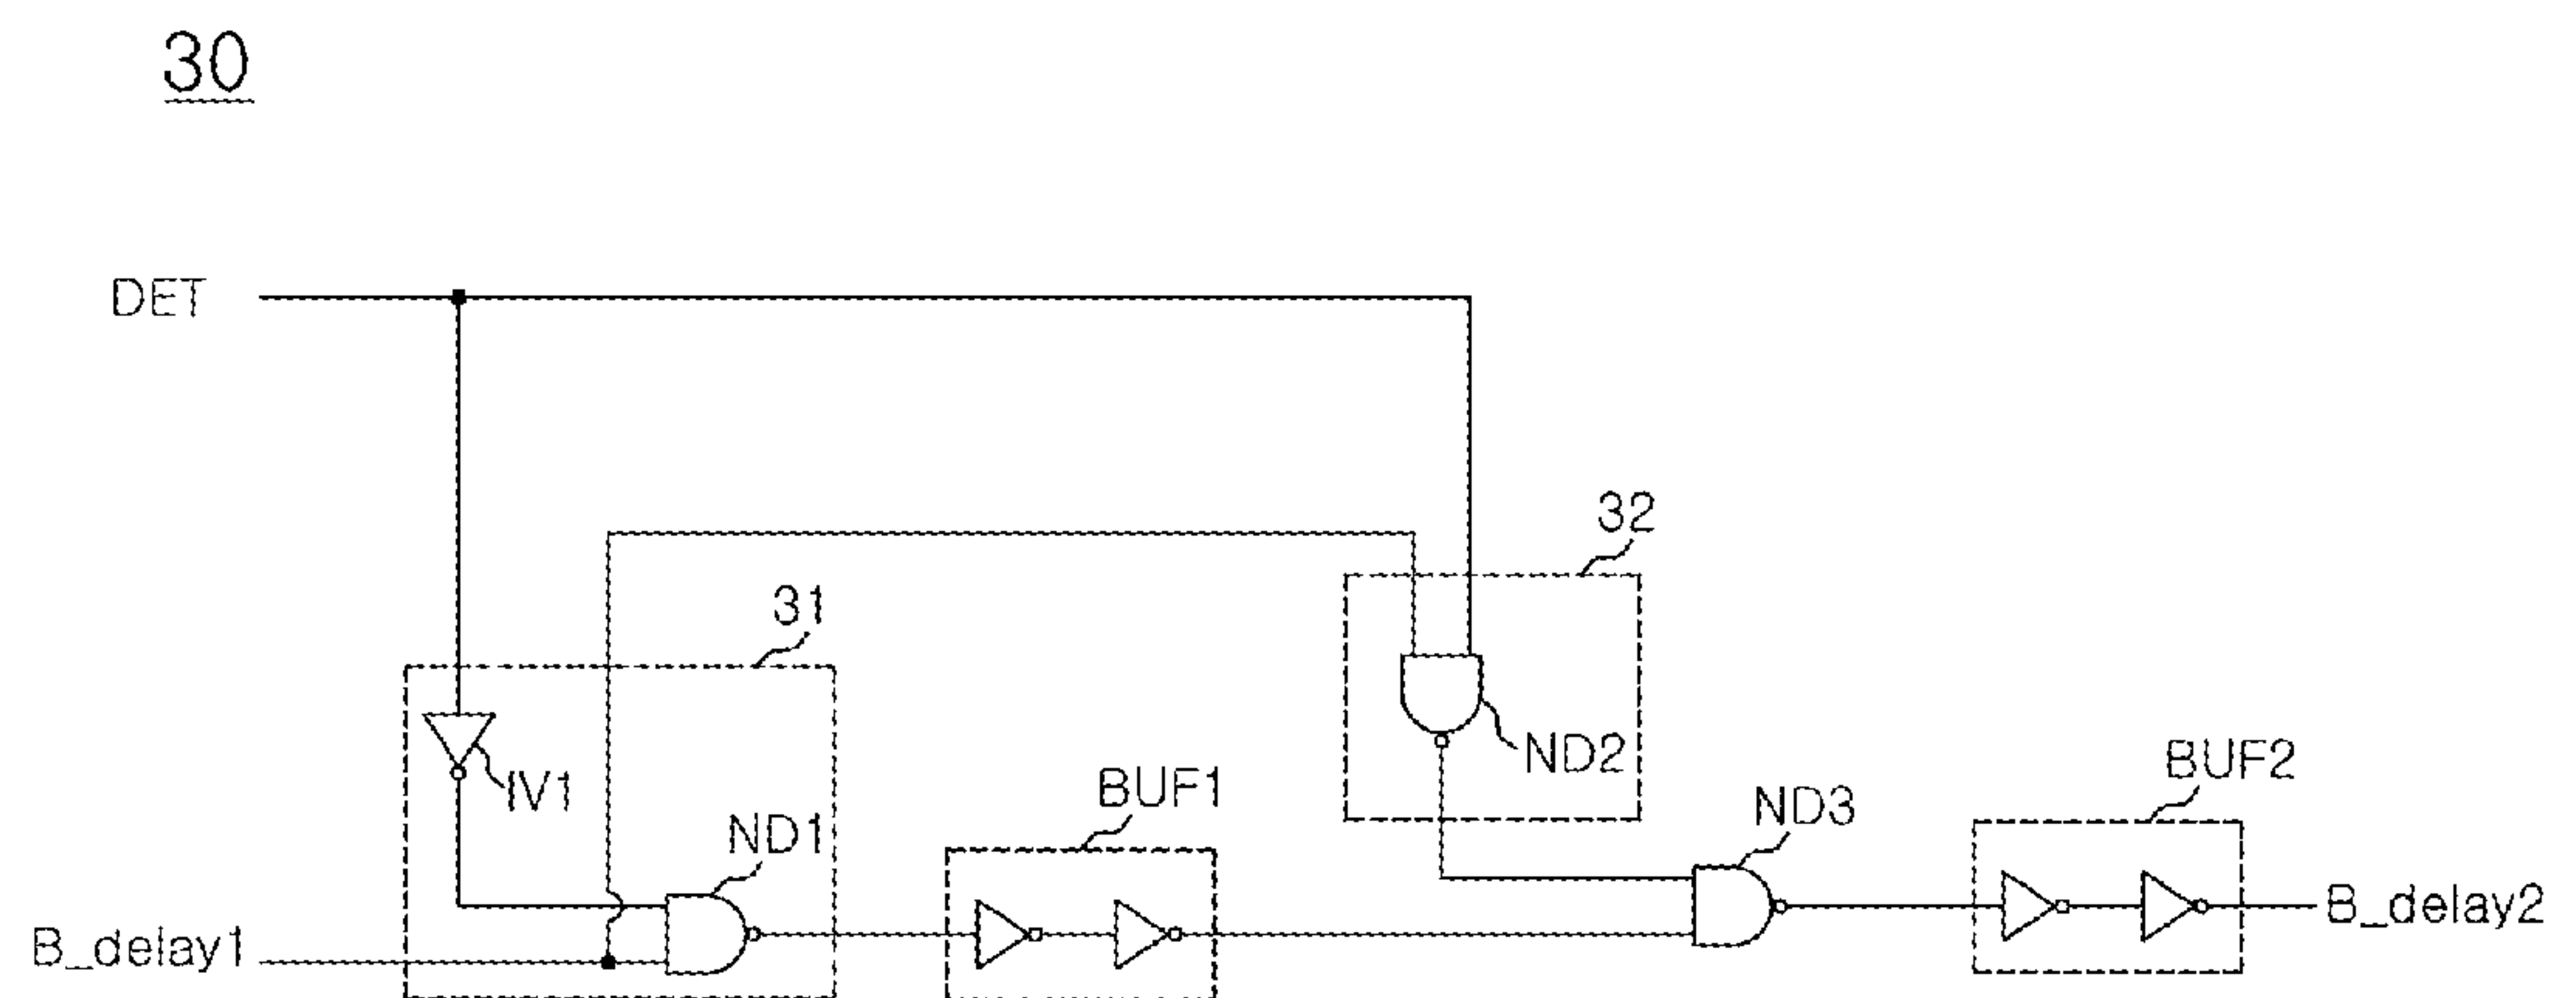 30
DET
32
31
ND2
IV1
BUF1
BUF2
ND3
ND1
B_delay1
B_delay2